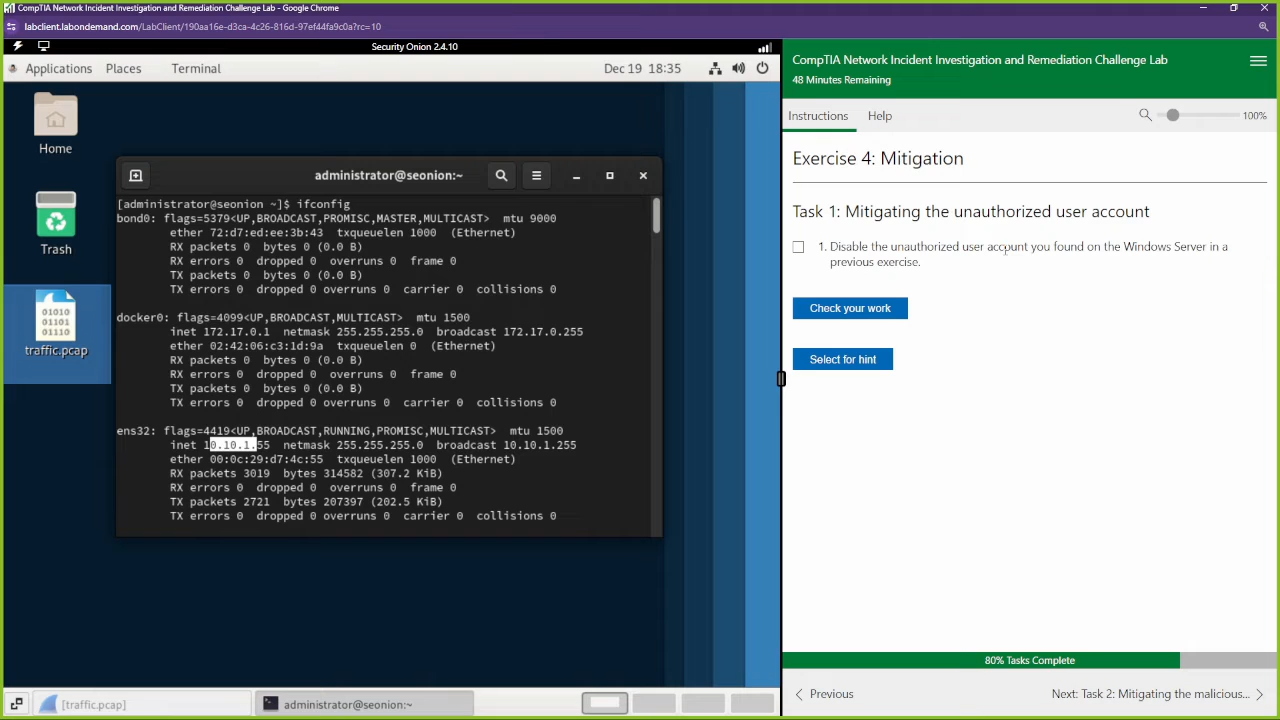 CompTIA Network Incident Investigation and Remediation Challenge Lab - Google Chrome
labclient.labondemand.com/LabClient/190aa16e-d3ca-4c26-816d-97ef44fa9c0a?rc=10
Security Onion 2.4.10
Applications Places Terminal Dec 19 18:35
Home
Trash
01010
01101
01110
traffic.pcap
administrator@seonion:~
[administrator@seonion ~]$ ifconfig
bond0: flags=5379<UP,BROADCAST,PROMISC,MASTER,MULTICAST> mtu 9000
ether 72:d7:ed:ee:3b:43 txqueuelen 1000 (Ethernet)
RX packets 0 bytes 0 (0.0 B)
RX errors 0 dropped 0 overruns 0 frame 0
TX packets 0 bytes 0 (0.0 B)
TX errors 0 dropped 0 overruns 0 carrier 0 collisions 0
docker0: flags=4099<UP,BROADCAST,MULTICAST> mtu 1500
inet 172.17.0.1 netmask 255.255.255.0 broadcast 172.17.0.255
ether 02:42:06:c3:1d:9a txqueuelen 0 (Ethernet)
RX packets 0 bytes 0 (0.0 B)
RX errors 0 dropped 0 overruns 0 frame 0
TX packets 0 bytes 0 (0.0 B)
TX errors 0 dropped 0 overruns 0 carrier 0 collisions 0
ens32: flags=4419<UP,BROADCAST,RUNNING,PROMISC,MULTICAST> mtu 1500
inet 10.10.1.55 netmask 255.255.255.0 broadcast 10.10.1.255
ether 00:0c:29:d7:4c:55 txqueuelen 1000 (Ethernet)
RX packets 3019 bytes 314582 (307.2 KiB)
RX errors 0 dropped 0 overruns 0 frame 0
TX packets 2721 bytes 207397 (202.5 KiB)
TX errors 0 dropped 0 overruns 0 carrier 0 collisions 0
[traffic.pcap]
administrator@seonion:~
CompTIA Network Incident Investigation and Remediation Challenge Lab
48 Minutes Remaining
Instructions Help 100%
Exercise 4: Mitigation
Task 1: Mitigating the unauthorized user account
1. Disable the unauthorized user account you found on the Windows Server in a
previous exercise.
Check your work
Select for hint
80% Tasks Complete
Previous
Next: Task 2: Mitigating the malicious...